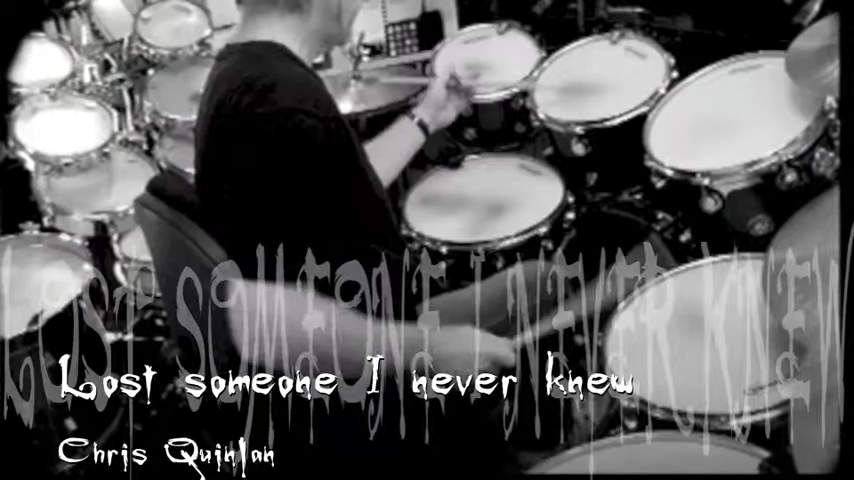 LOST SOMEONE I NEVER KNEW
Lost someone I never knew
Chris Quinlan